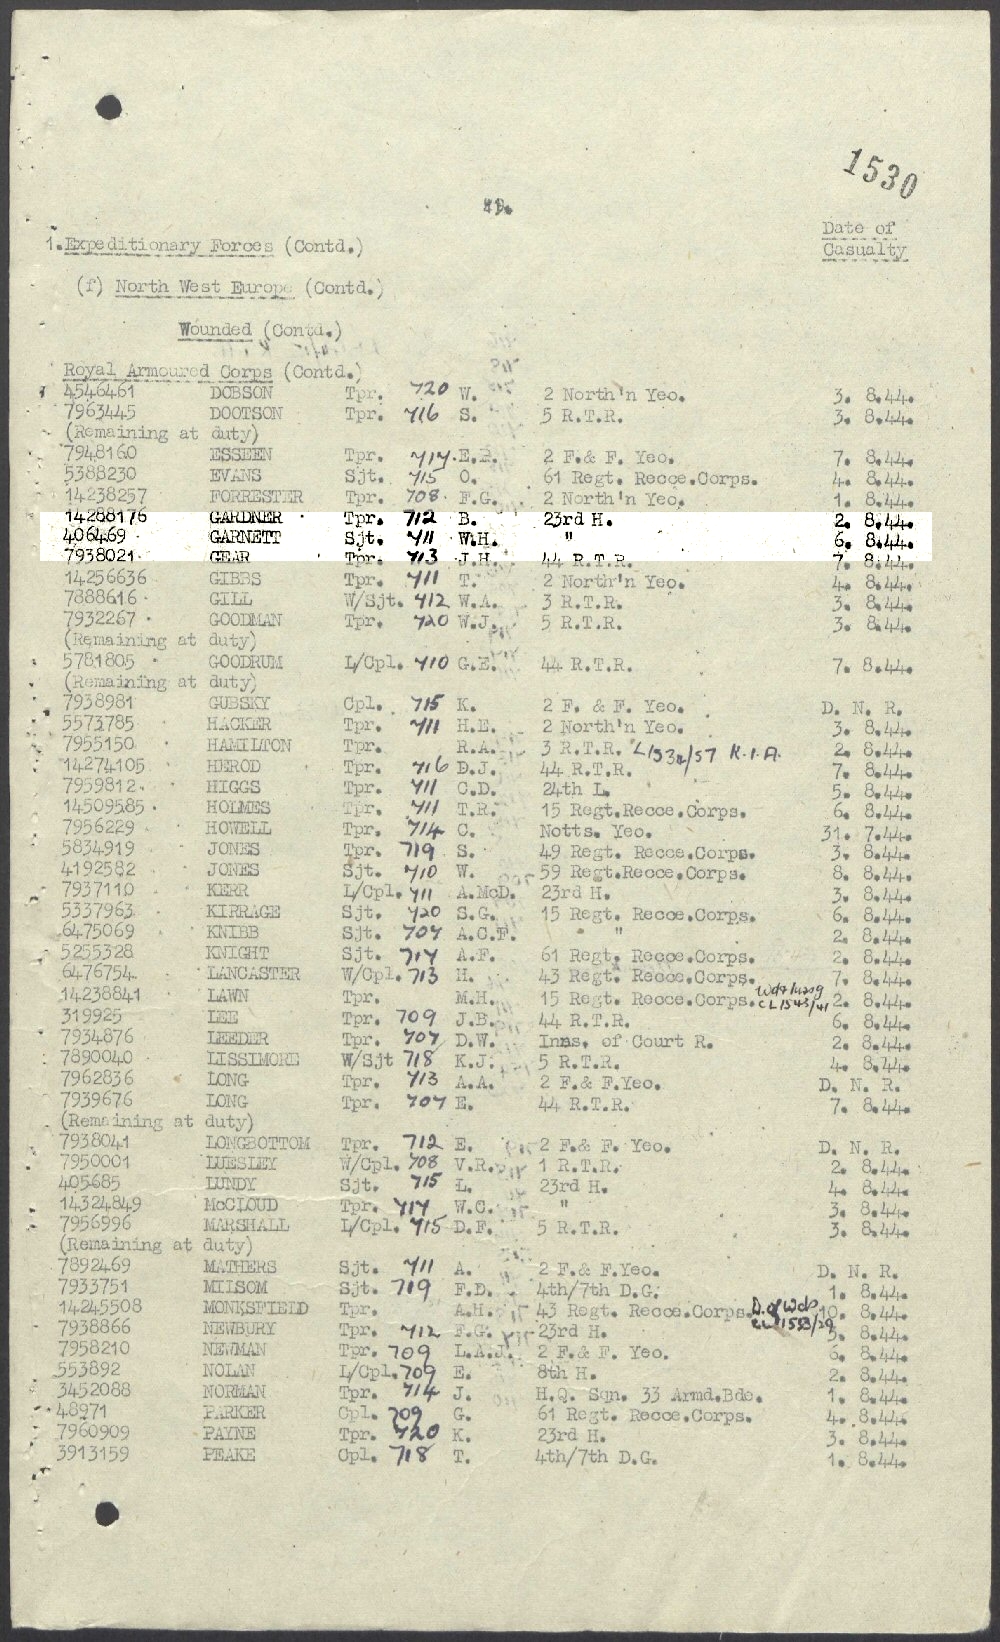 1530
Date of
1. Expeditionary Forces (Contd.)
Casualty
(f) North West Europe (Contd.)
Wounded (Contd.)
Royal Armoured Corps (Contd.)
4546461 DOBSON Tpr. 720 W. 2 North'n Yeo. 3. 8.44.
7963445 DOOTSON Tpr. 716 S. 5 R.T.R. 3. 8.44.
(Remaining at duty)
7948160 ESSEEN Tpr. 717 E.R. 2 F.& F. Yeo. 7. 8.44.
5388230 EVANS Sjt. 715 O. 61 Regt. Recce.Corps. 4. 8.44.
14238257 FORRESTER Tpr. 708 F.G. 2 North'n Yeo. 1. 8.44.
14288176 GARDNER Tpr. 712 B. 23rd H. 2. 8.44.
406469 GARNETT Sjt. 711 W.H. " 6. 8.44.
7938021 GEAR Tpr. 713 J.H. 44 R.T.R. 7. 8.44.
14256636 GIBBS Tpr. 711 T. 2 North'n Yeo. 4. 8.44.
7888616 GILL W/Sjt. 712 W.A. 3 R.T.R. 3. 8.44.
7932267 GOODMAN Tpr. 720 W.J. 5 R.T.R. 3. 8.44.
(Remaining at duty)
5781805 GOODRUM L/Cpl. 710 G.E. 44 R.T.R. 7. 8.44.
(Remaining at duty)
7938981 GUBSKY Cpl. 715 K. 2 F. & F. Yeo. D. N. R.
5573785 HACKER Tpr. 711 H.E. 2 North'n Yeo. 3. 8.44.
7955150 HAMILTON Tpr. R.A. 3 R.T.R. K.I.A. 2. 8.44.
14274105 HEROD Tpr. 716 D.J. 44 R.T.R. 7. 8.44.
7959812 HIGGS Tpr. 711 C.D. 24th L. 5. 8.44.
14509585 HOLMES Tpr. 711 T.R. 15 Regt.Recce.Corps. 6. 8.44.
7956229 HOWELL Tpr. 714 C. Notts. Yeo. 31. 7.44.
5834919 JONES Tpr. 719 S. 49 Regt. Recce.Corps. 3. 8.44.
4192582 JONES Sjt. 710 W. 59 Regt.Recce.Corps. 8. 8.44.
7937110 KERR L/Cpl. 711 A.McD. 23rd H. 3. 8.44.
5337963 KIRRAGE Sjt. 720 S.G. 15 Regt. Recce.Corps. 6. 8.44.
6475069 KNIBB Sjt. 707 A.C.F. " 2. 8.44.
5255328 KNIGHT Sjt. 717 A.F. 61 Regt. Recce.Corps. 2. 8.44.
6476754 LANCASTER W/Cpl. 713 H. 43 Regt. Recce.Corps. 7. 8.44.
14238841 LAWN Tpr. M.H. 15 Regt. Recce.Corps. CL1543/41 2. 8.44.
319925 LEE Tpr. 709 J.B. 44 R.T.R. 6. 8.44.
7934876 LEEDER Tpr. 707 D.W. Inns. of Court R. 2. 8.44.
7890040 LISSIMORE W/Sjt 718 K.J. 5 R.T.R. 4. 8.44.
7962836 LONG Tpr. 713 A.A. 2 F.& F.Yeo. D. N. R.
7939676 LONG Tpr. 707 E. 44 R.T.R. 7. 8.44.
(Remaining at duty)
7938041 LONGBOTTOM Tpr. 712 E. 2 F.& F. Yeo. D. N. R.
7950001 LUESLEY W/Cpl. 708 V.R. 1 R.T.R. 2. 8.44.
405685 LUNDY Sjt. 715 L. 23rd H. 4. 8.44.
14324849 McCLOUD Tpr. 717 W.C. " 3. 8.44.
7956996 MARSHALL L/Cpl. 715 D.F. 5 R.T.R. 3. 8.44.
(Remaining at duty)
7892469 MATHERS Sjt. 711 A. 2 F.& F.Yeo. D. N. R.
7933751 MILSOM Sjt. 719 F.D. 4th/7th D.G. 1. 8.44.
14245508 MONKSFIELD Tpr. A.H. 43 Regt. Recce.Corps. D. of Wds 10. 8.44.
7938866 NEWBURY Tpr. 712 F.G. 23rd H. CL1553/29 5. 8.44.
7958210 NEWMAN Tpr. 709 L.A.J. 2 F.& F. Yeo. 6. 8.44.
553892 NOLAN L/Cpl. 709 E. 8th H. 2. 8.44.
3452088 NORMAN Tpr. 714 J. H.Q. Sqn. 33 Armd.Bde. 1. 8.44.
48971 PARKER Cpl. 709 G. 61 Regt. Recce.Corps. 4. 8.44.
7960909 PAYNE Tpr. 720 K. 23rd H. 3. 8.44.
3913159 PEAKE Cpl. 718 T. 4th/7th D.G. 1. 8.44.